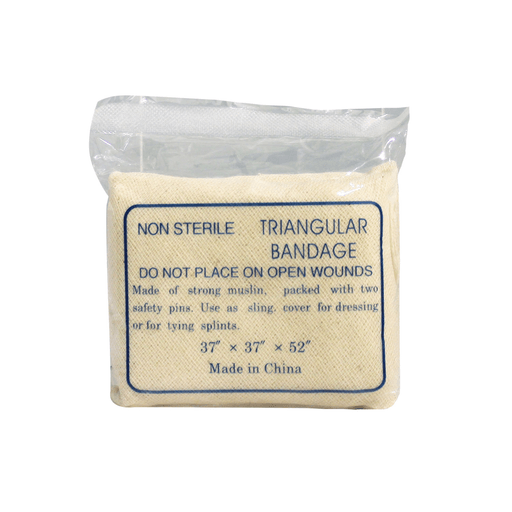 NON STERILE TRIANGULAR
BANDAGE
DO NOT PLACE ON OPEN WOUNDS
Made of strong muslin, packed with two
safety pins. Use as sling. cover for dressing
or for tying splints.
37″ × 37″ × 52″
Made in China